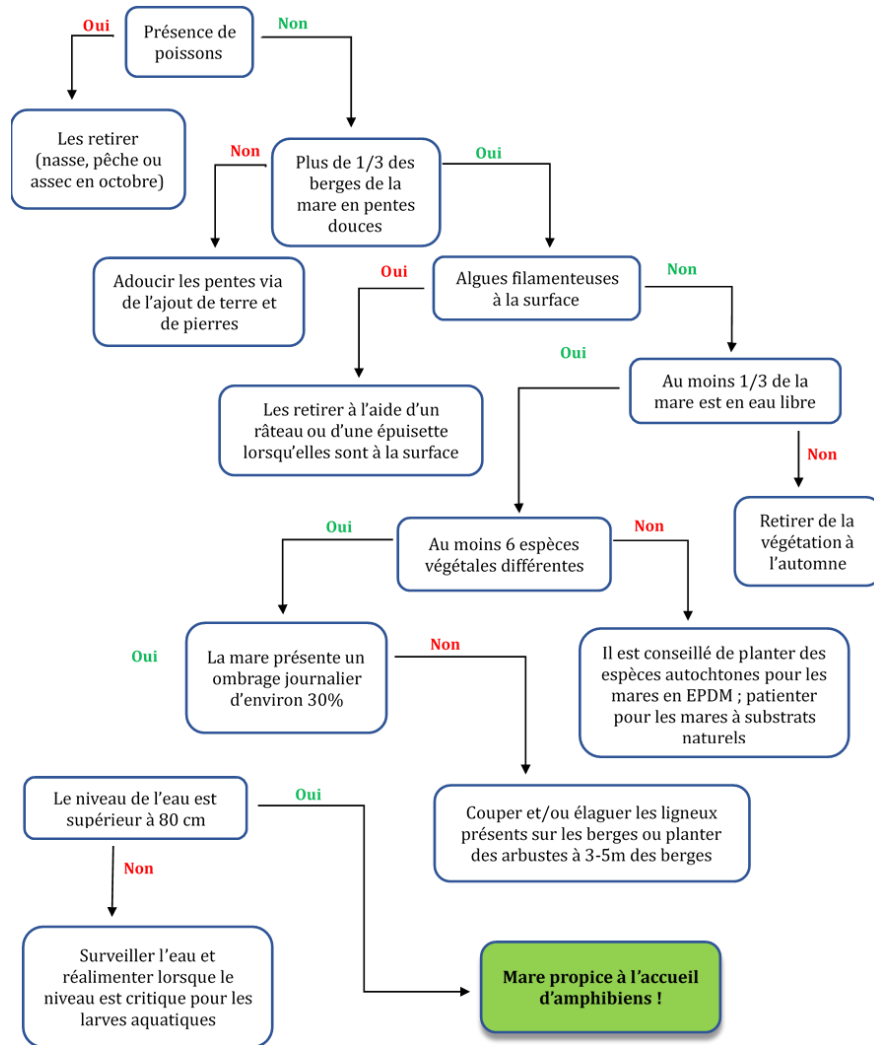 Oui
Présence de
poissons
Non
Les retirer
(nasse, pêche ou
assec en octobre)
Non
Plus de 1/3 des
berges de la
mare en pentes
douces
Oui
Adoucir les pentes via
de l’ajout de terre et
de pierres
Oui
Algues filamenteuses
à la surface
Non
Les retirer à l’aide d’un
râteau ou d’une épuisette
lorsqu’elles sont à la surface
Oui
Au moins 1/3 de la
mare est en eau libre
Non
Retirer de la
végétation à
l’automne
Oui
Au moins 6 espèces
végétales différentes
Non
Il est conseillé de planter des
espèces autochtones pour les
mares en EPDM ; patienter
pour les mares à substrats
naturels
Oui
La mare présente un
ombrage journalier
d’environ 30%
Non
Couper et/ou élaguer les ligneux
présents sur les berges ou planter
des arbustes à 3-5m des berges
Le niveau de l’eau est
supérieur à 80 cm
Oui
Non
Surveiller l’eau et
réalimenter lorsque le
niveau est critique pour les
larves aquatiques
Mare propice à l’accueil
d’amphibiens !